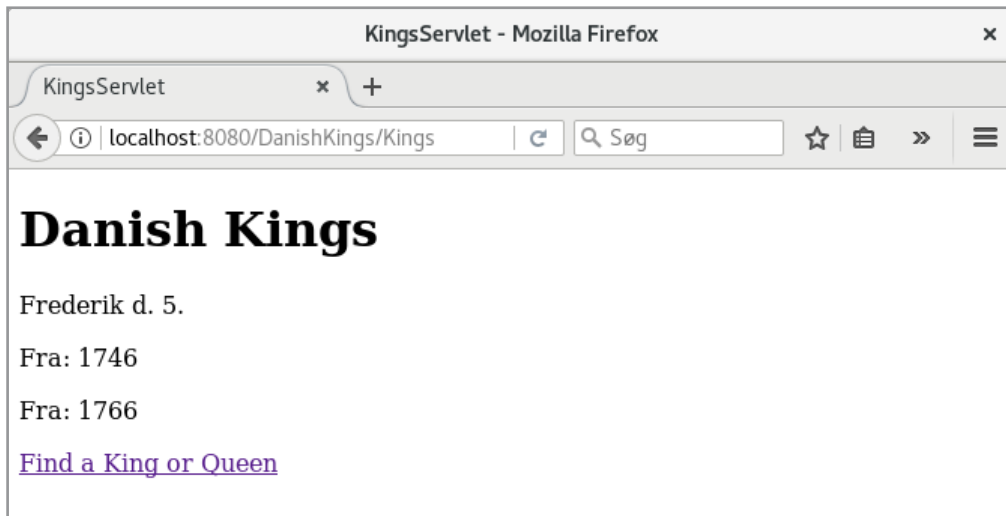 KingsServlet - Mozilla Firefox
KingsServlet
localhost:8080/DanishKings/Kings
Søg
Danish Kings
Frederik d. 5.
Fra: 1746
Fra: 1766
Find a King or Queen